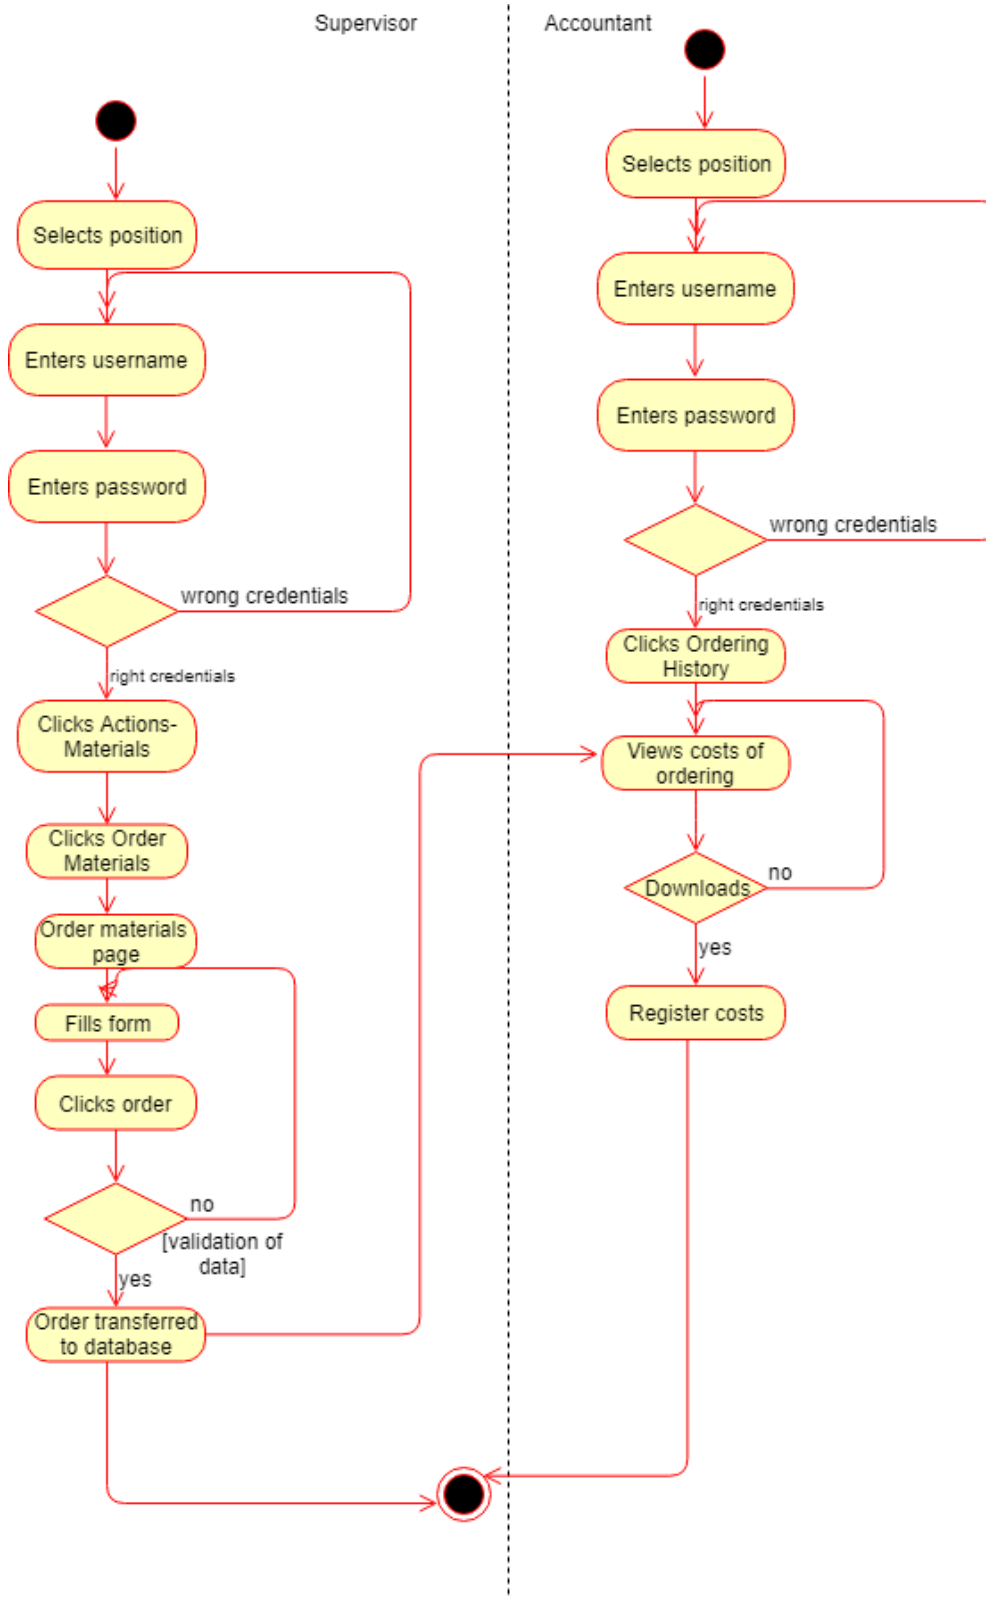 Supervisor
Accountant
Selects position
Enters username
Enters password
wrong credentials
right credentials
Clicks Actions-
Materials
Clicks Order
Materials
Order materials
page
Fills form
Clicks order
no
[validation of
data]
yes
Order transferred
to database
Selects position
Enters username
Enters password
wrong credentials
right credentials
Clicks Ordering
History
Views costs of
ordering
Downloads
no
yes
Register costs